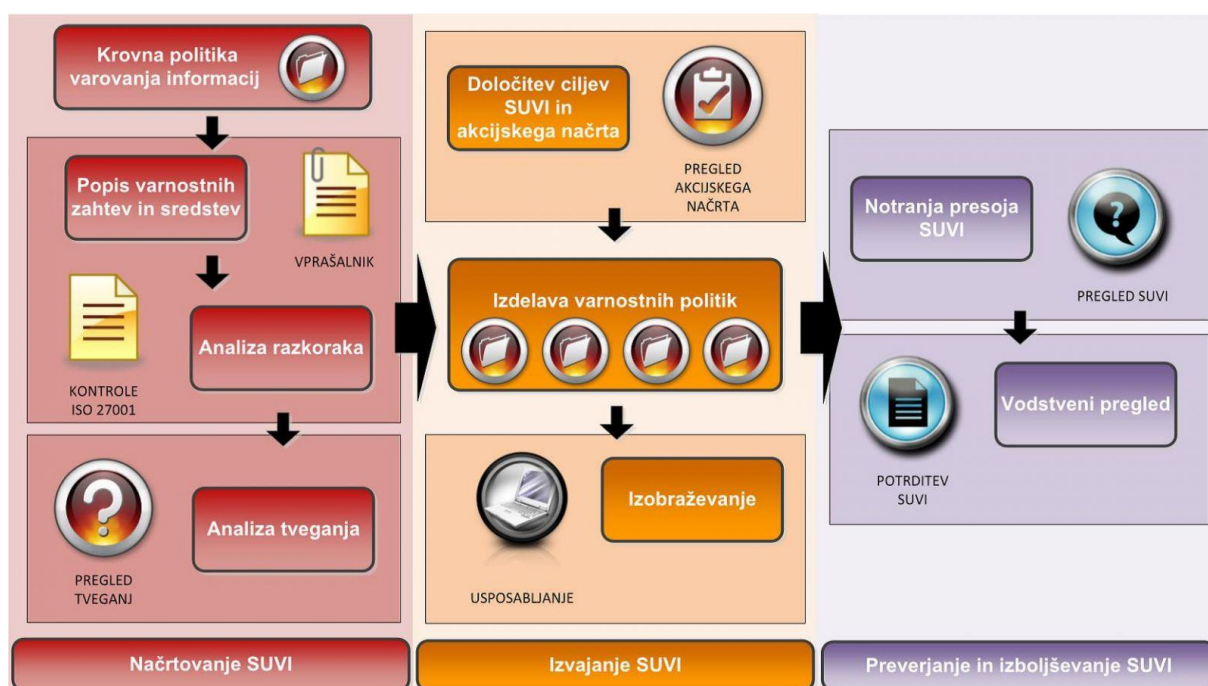 Krovna politika
varovanja informacij
Popis varnostnih
zahtev in sredstev
VPRAŠALNIK
Analiza razkoraka
KONTROLE
ISO 27001
Analiza tveganja
PREGLED
TVEGANJ
Načrtovanje SUVI
Določitev ciljev
SUVI in
akcijskega načrta
PREGLED
AKCIJSKEGA
NAČRTA
Izdelava varnostnih politik
Izobraževanje
USPOSABLJANJE
Izvajanje SUVI
Notranja presoja
SUVI
PREGLED SUVI
Vodstveni pregled
POTRDITEV
SUVI
Preverjanje in izboljševanje SUVI